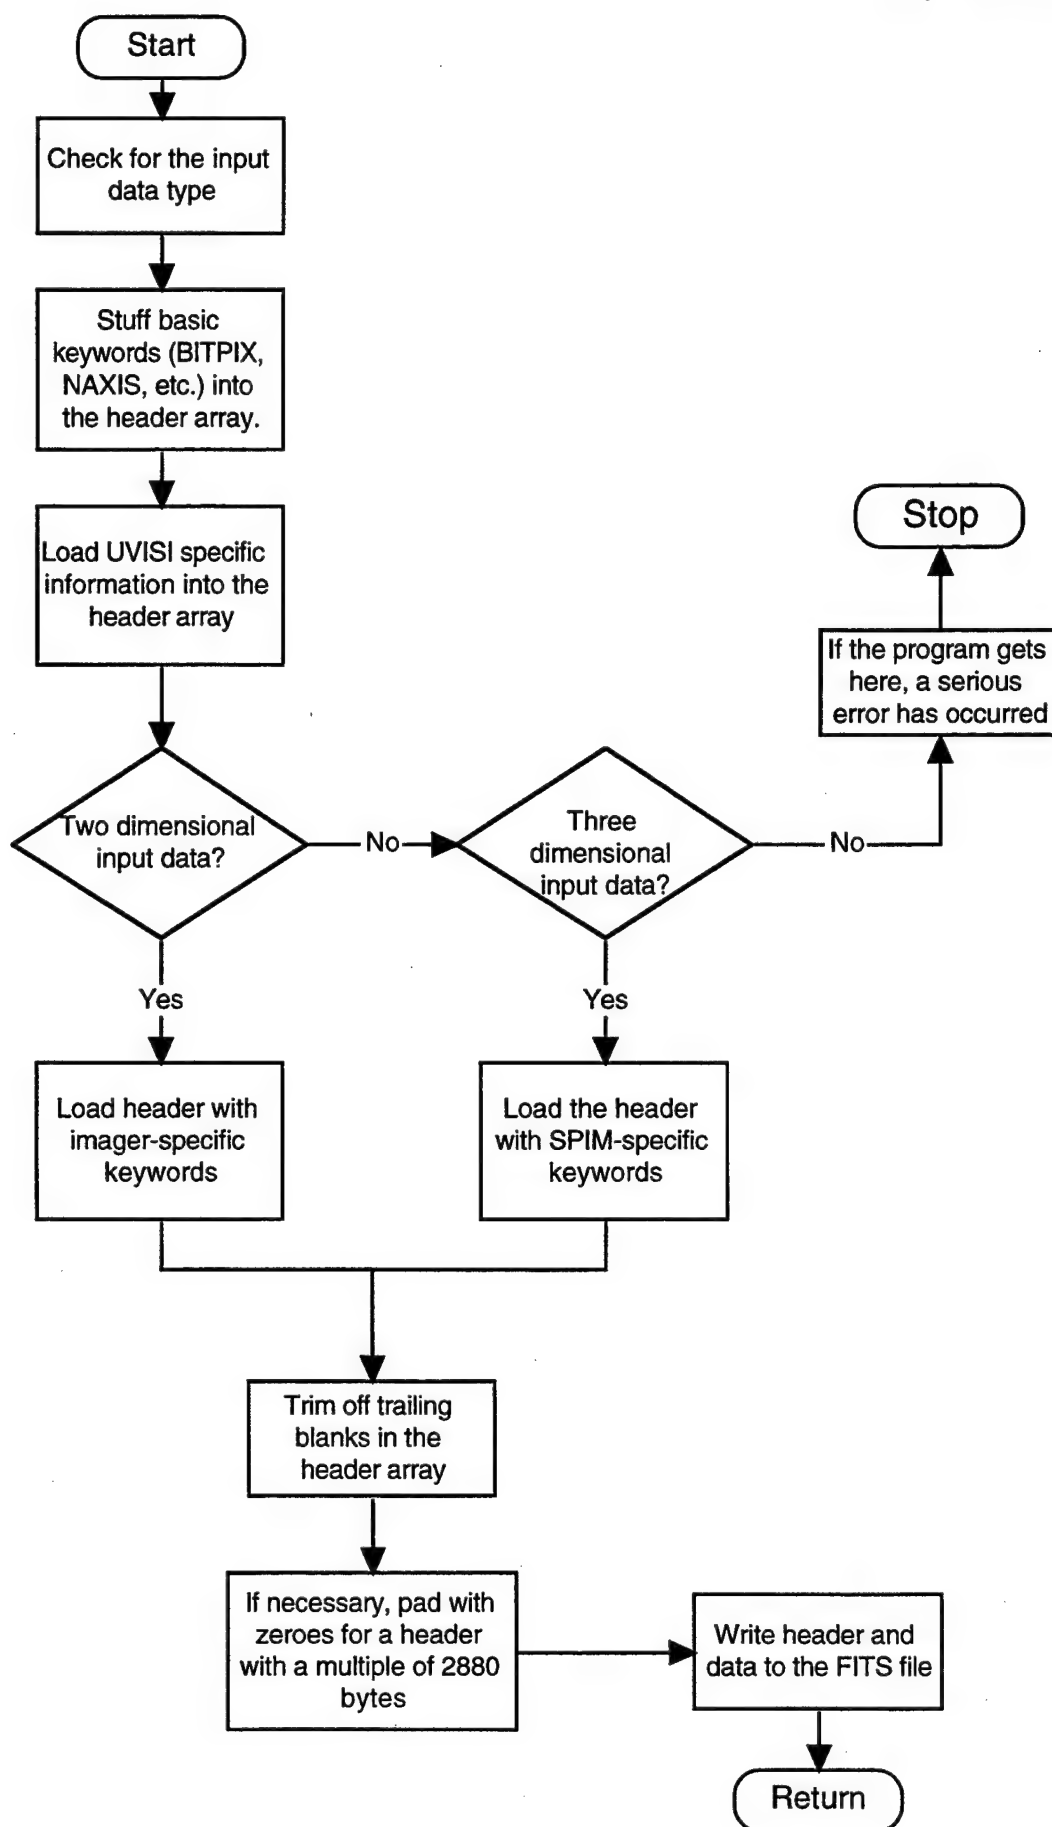 Start
Check for the input
data type
Stuff basic
keywords (BITPIX,
NAXIS, etc.) into
the header array.
Load UVISI specific
information into the
header array
Stop
If the program gets
here, a serious
error has occurred
Two dimensional
input data?
No
Three
dimensional
input data?
No
Yes
Yes
Load header with
imager-specific
keywords
Load the header
with SPIM-specific
keywords
Trim off trailing
blanks in the
header array
If necessary, pad with
zeroes for a header
with a multiple of 2880
bytes
Write header and
data to the FITS file
Return